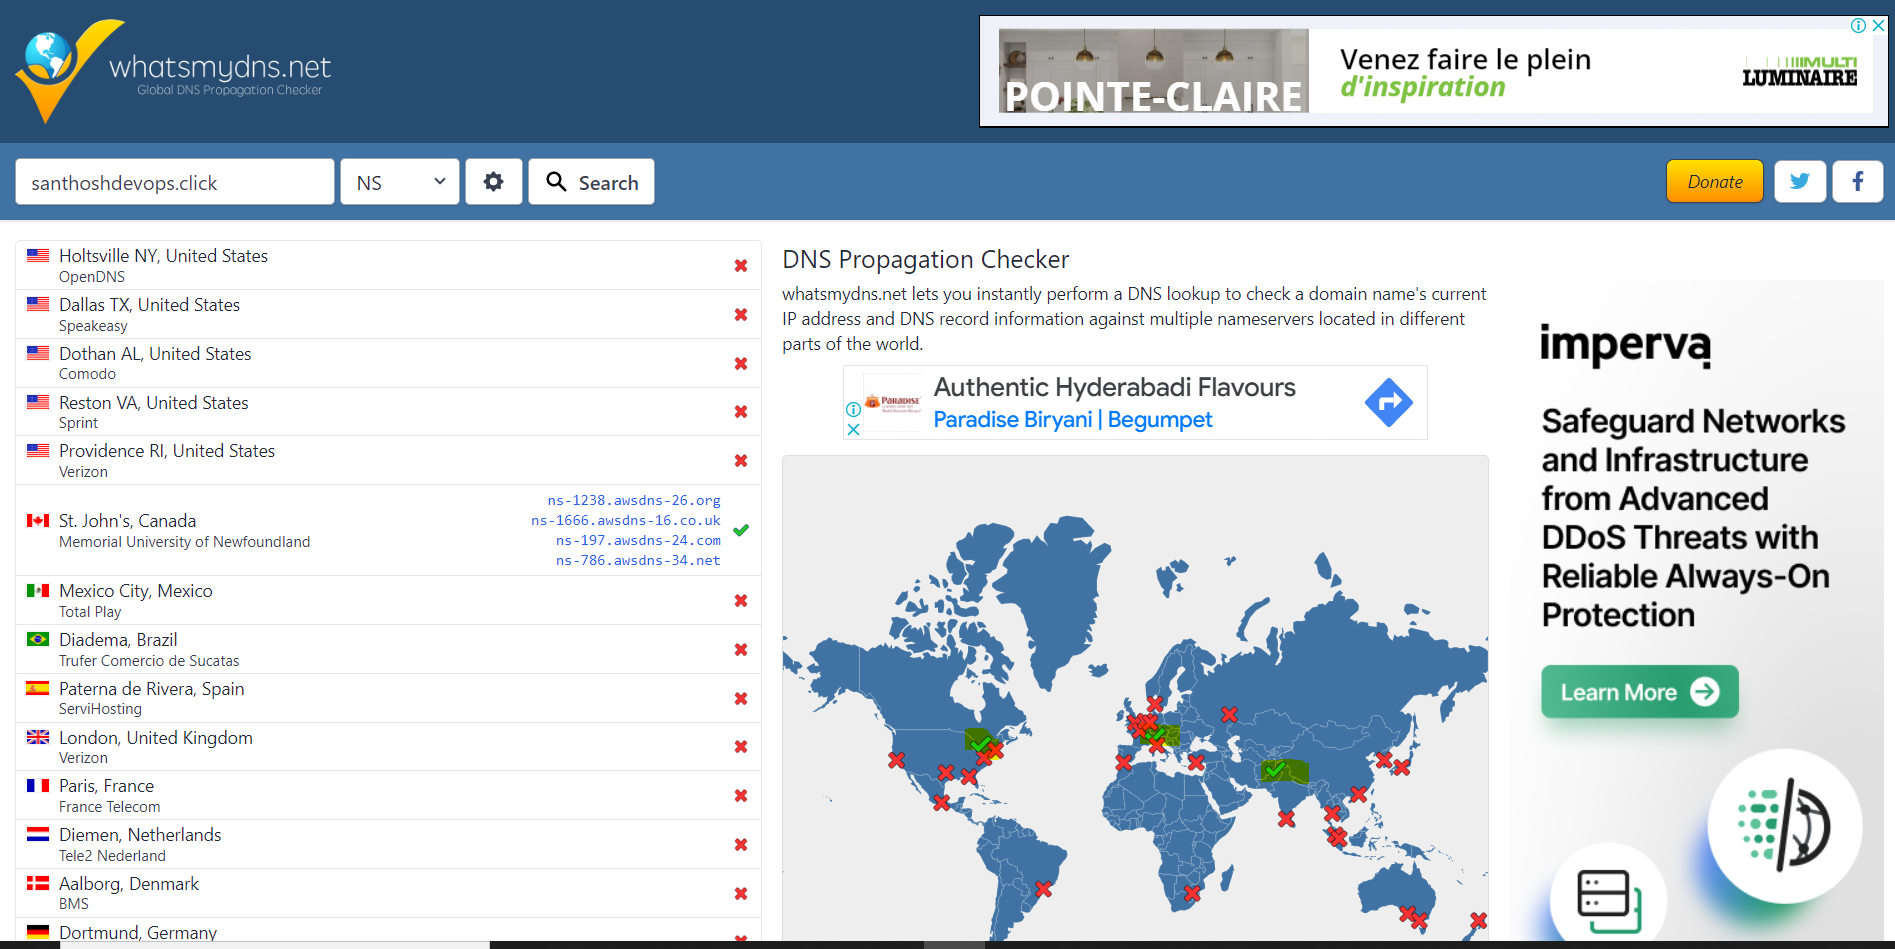 whatsmydns.net
Global DNS Propagation Checker
POINTE-CLAIRE
Venez faire le plein
d'inspiration
MULTI
LUMINAIRE
santhoshdevops.click
NS
Search
Donate
Holtsville NY, United States
OpenDNS
Dallas TX, United States
Speakeasy
Dothan AL, United States
Comodo
Reston VA, United States
Sprint
Providence RI, United States
Verizon
St. John's, Canada
Memorial University of Newfoundland
ns-1238.awsdns-26.org
ns-1666.awsdns-16.co.uk
ns-197.awsdns-24.com
ns-786.awsdns-34.net
Mexico City, Mexico
Total Play
Diadema, Brazil
Trufer Comercio de Sucatas
Paterna de Rivera, Spain
ServiHosting
London, United Kingdom
Verizon
Paris, France
France Telecom
Diemen, Netherlands
Tele2 Nederland
Aalborg, Denmark
BMS
Dortmund, Germany
DNS Propagation Checker
whatsmydns.net lets you instantly perform a DNS lookup to check a domain name's current
IP address and DNS record information against multiple nameservers located in different
parts of the world.
PARADISE
Authentic Hyderabadi Flavours
Paradise Biryani | Begumpet
imperva
Safeguard Networks
and Infrastructure
from Advanced
DDoS Threats with
Reliable Always-On
Protection
Learn More